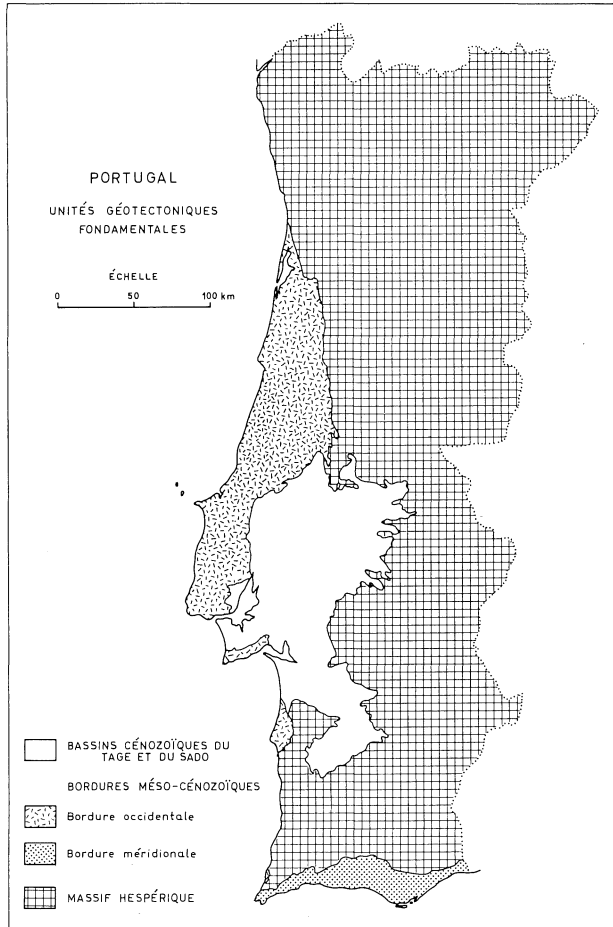 PORTUGAL
UNITÉS GÉOTECTONIQUES
FONDAMENTALES
ÉCHELLE
0 50 100 km
BASSINS CÉNOZOÏQUES DU
TAGE ET DU SADO
BORDURES MÉSO-CÉNOZOÏQUES
Bordure occidentale
Bordure méridionale
MASSIF HESPÉRIQUE